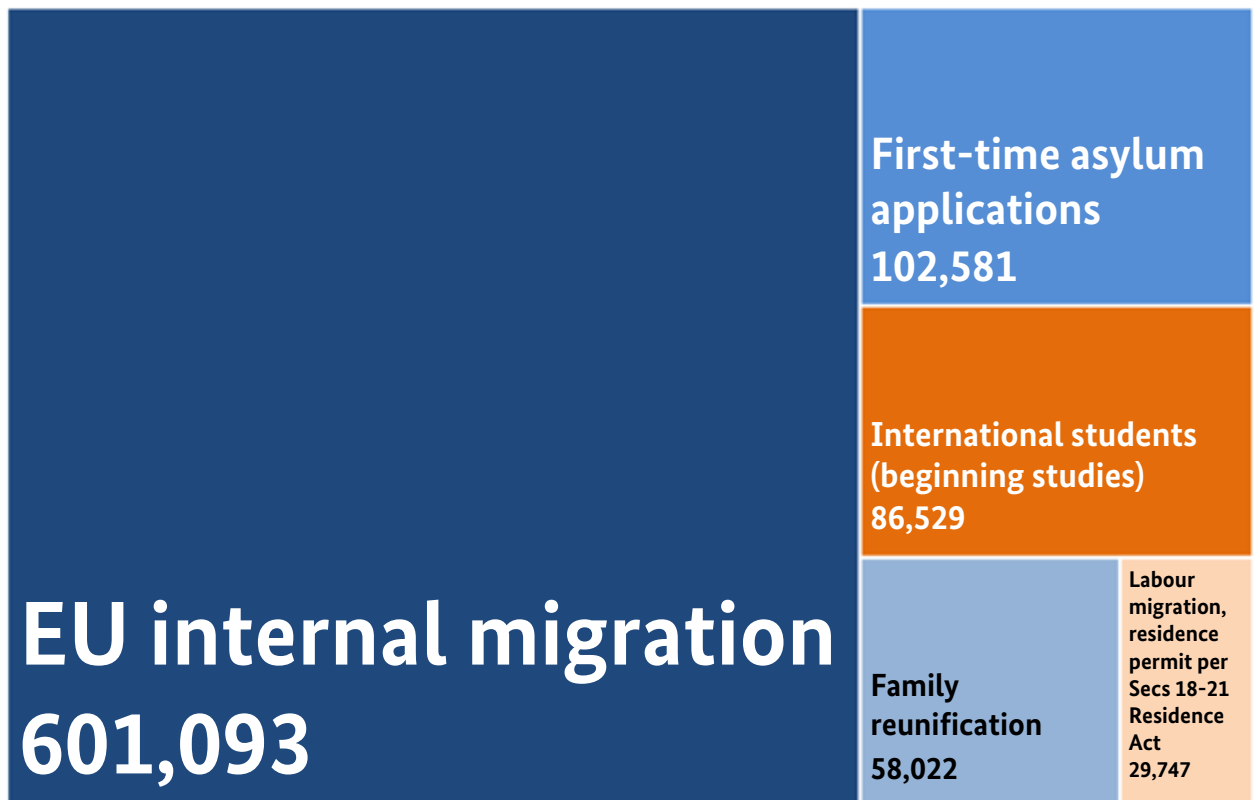 EU internal migration
601,093
First-time asylum
applications
102,581
International students
(beginning studies)
86,529
Family
reunification
58,022
Labour
migration,
residence
permit per
Secs 18-21
Residence
Act
29,747